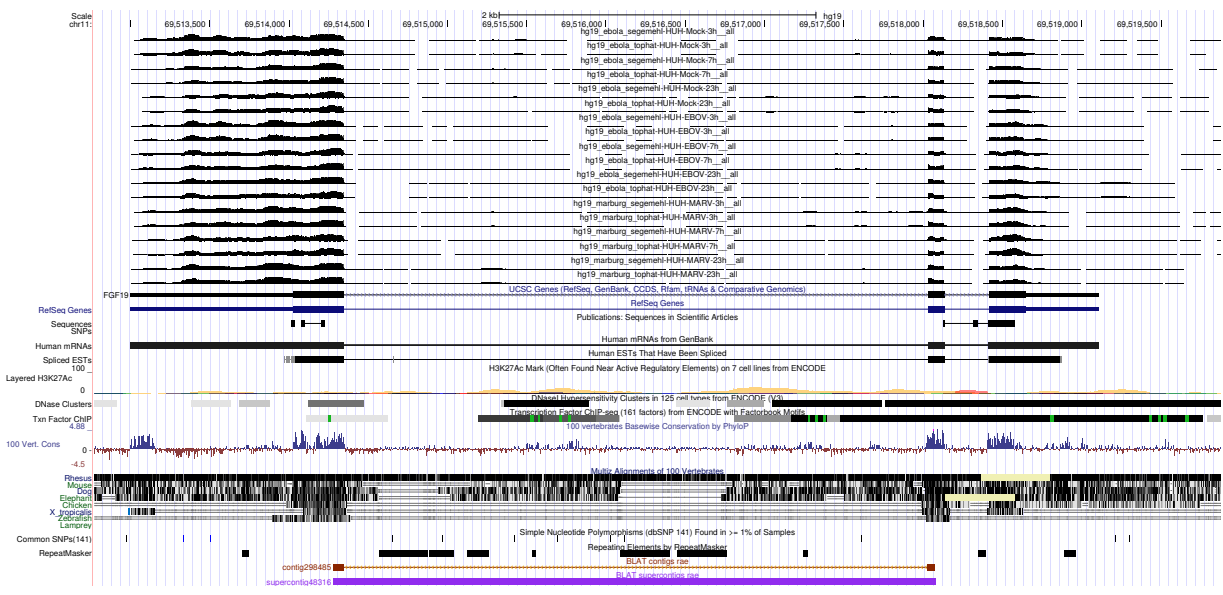 Scale 2 kb hg19
chr11: 69,513,500 69,514,000 69,514,500 69,515,000 69,515,500 69,516,000 69,516,500 69,517,000 69,517,500 69,518,000 69,518,500 69,519,000 69,519,500
hg19_ebola_segemehl-HUH-Mock-3h__all
hg19_ebola_tophat-HUH-Mock-3h__all
hg19_ebola_segemehl-HUH-Mock-7h__all
hg19_ebola_tophat-HUH-Mock-7h__all
hg19_ebola_segemehl-HUH-Mock-23h__all
hg19_ebola_tophat-HUH-Mock-23h__all
hg19_ebola_segemehl-HUH-EBOV-3h__all
hg19_ebola_tophat-HUH-EBOV-3h__all
hg19_ebola_segemehl-HUH-EBOV-7h__all
hg19_ebola_tophat-HUH-EBOV-7h__all
hg19_ebola_segemehl-HUH-EBOV-23h__all
hg19_ebola_tophat-HUH-EBOV-23h__all
hg19_marburg_segemehl-HUH-MARV-3h__all
hg19_marburg_tophat-HUH-MARV-3h__all
hg19_marburg_segemehl-HUH-MARV-7h__all
hg19_marburg_tophat-HUH-MARV-7h__all
hg19_marburg_segemehl-HUH-MARV-23h__all
hg19_marburg_tophat-HUH-MARV-23h__all
UCSC Genes (RefSeq, GenBank, CCDS, Rfam, tRNAs & Comparative Genomics)
FGF19
RefSeq Genes
RefSeq Genes
Publications: Sequences in Scientific Articles
Sequences
SNPs
Human mRNAs from GenBank
Human mRNAs
Human ESTs That Have Been Spliced
Spliced ESTs
H3K27Ac Mark (Often Found Near Active Regulatory Elements) on 7 cell lines from ENCODE
100
Layered H3K27Ac
0
DNaseI Hypersensitivity Clusters in 125 cell types from ENCODE (V3)
DNase Clusters
Transcription Factor ChIP-seq (161 factors) from ENCODE with Factorbook Motifs
Txn Factor ChIP
100 vertebrates Basewise Conservation by PhyloP
4.88
100 Vert. Cons
0
-4.5
Multiz Alignments of 100 Vertebrates
Rhesus
Mouse
Dog
Elephant
Chicken
X_tropicalis
Zebrafish
Lamprey
Simple Nucleotide Polymorphisms (dbSNP 141) Found in >= 1% of Samples
Common SNPs(141)
Repeating Elements by RepeatMasker
RepeatMasker
BLAT contigs rae
contig298485
BLAT supercontigs rae
supercontig48316